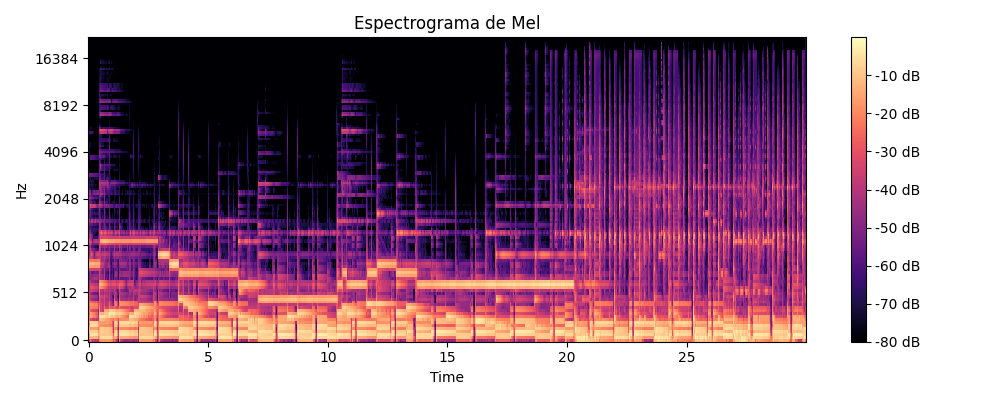 Espectrograma de Mel
Hz
16384
8192
4096
2048
1024
512
0
0 5 10 15 20 25
Time
-10 dB
-20 dB
-30 dB
-40 dB
-50 dB
-60 dB
-70 dB
-80 dB